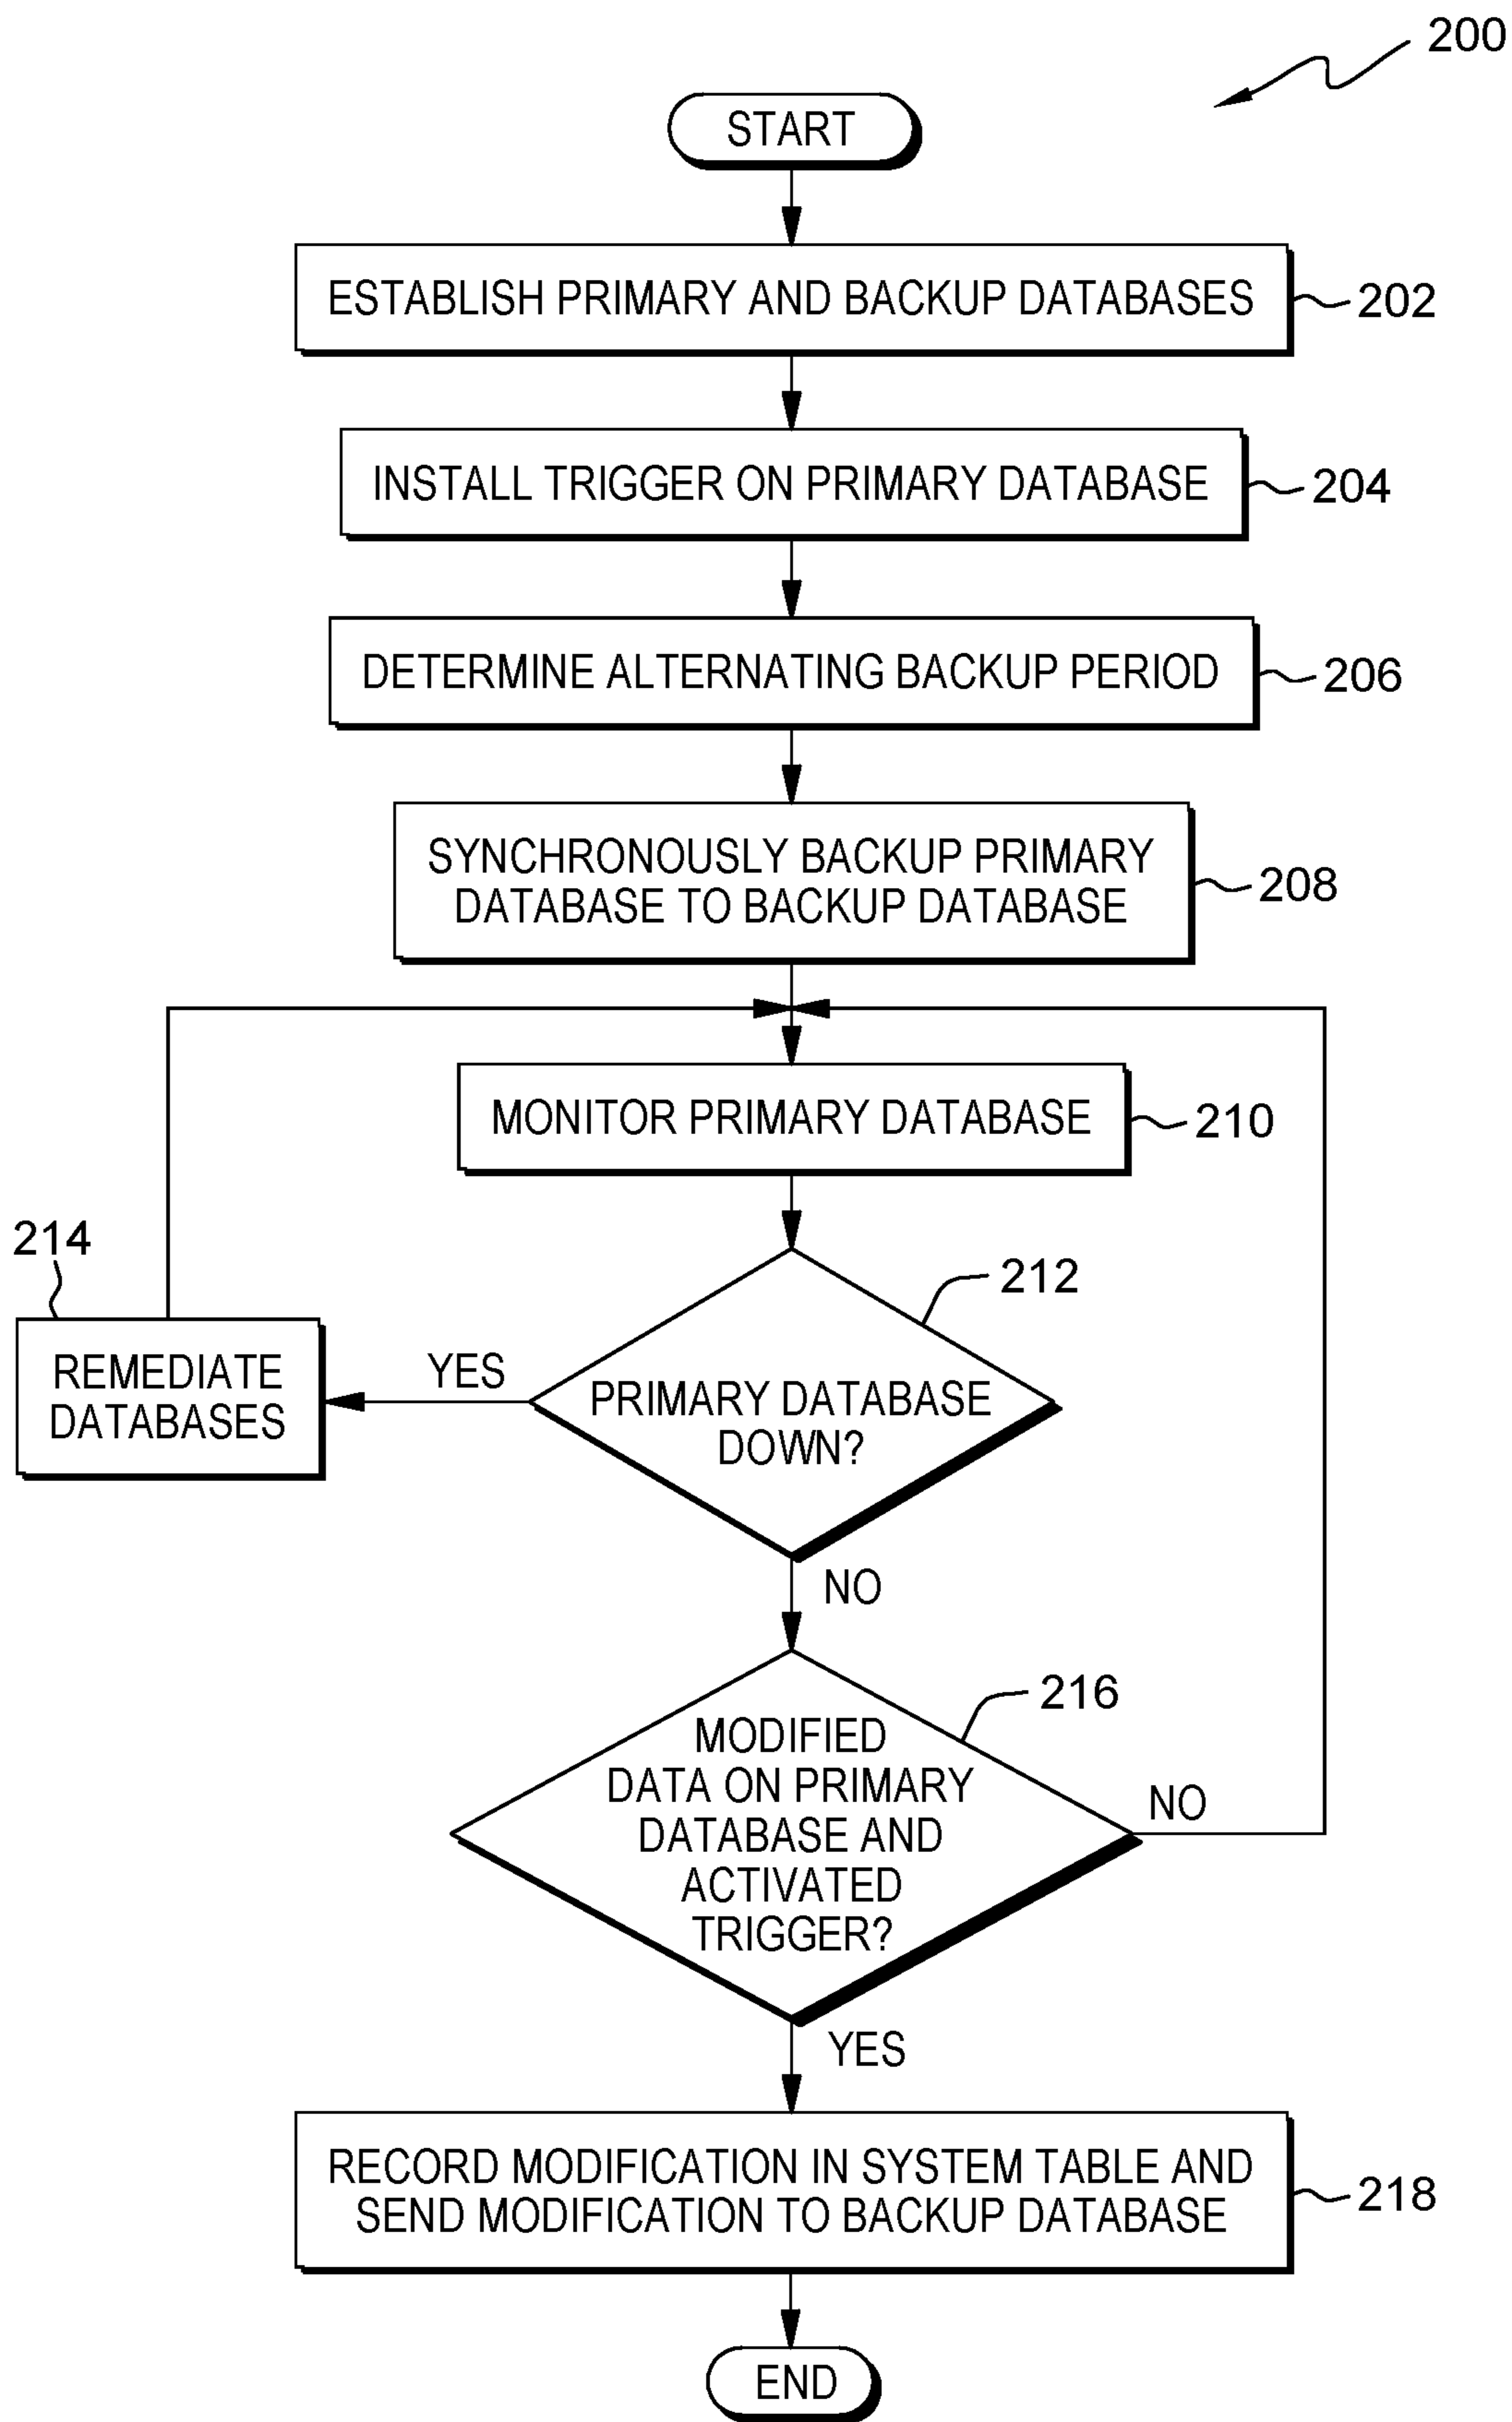 200
START
ESTABLISH PRIMARY AND BACKUP DATABASES
202
INSTALL TRIGGER ON PRIMARY DATABASE
204
DETERMINE ALTERNATING BACKUP PERIOD
206
SYNCHRONOUSLY BACKUP PRIMARY
DATABASE TO BACKUP DATABASE
208
MONITOR PRIMARY DATABASE
210
214
REMEDIATE
DATABASES
YES
212
PRIMARY DATABASE
DOWN?
NO
216
MODIFIED
DATA ON PRIMARY
DATABASE AND
ACTIVATED
TRIGGER?
NO
YES
RECORD MODIFICATION IN SYSTEM TABLE AND
SEND MODIFICATION TO BACKUP DATABASE
218
END